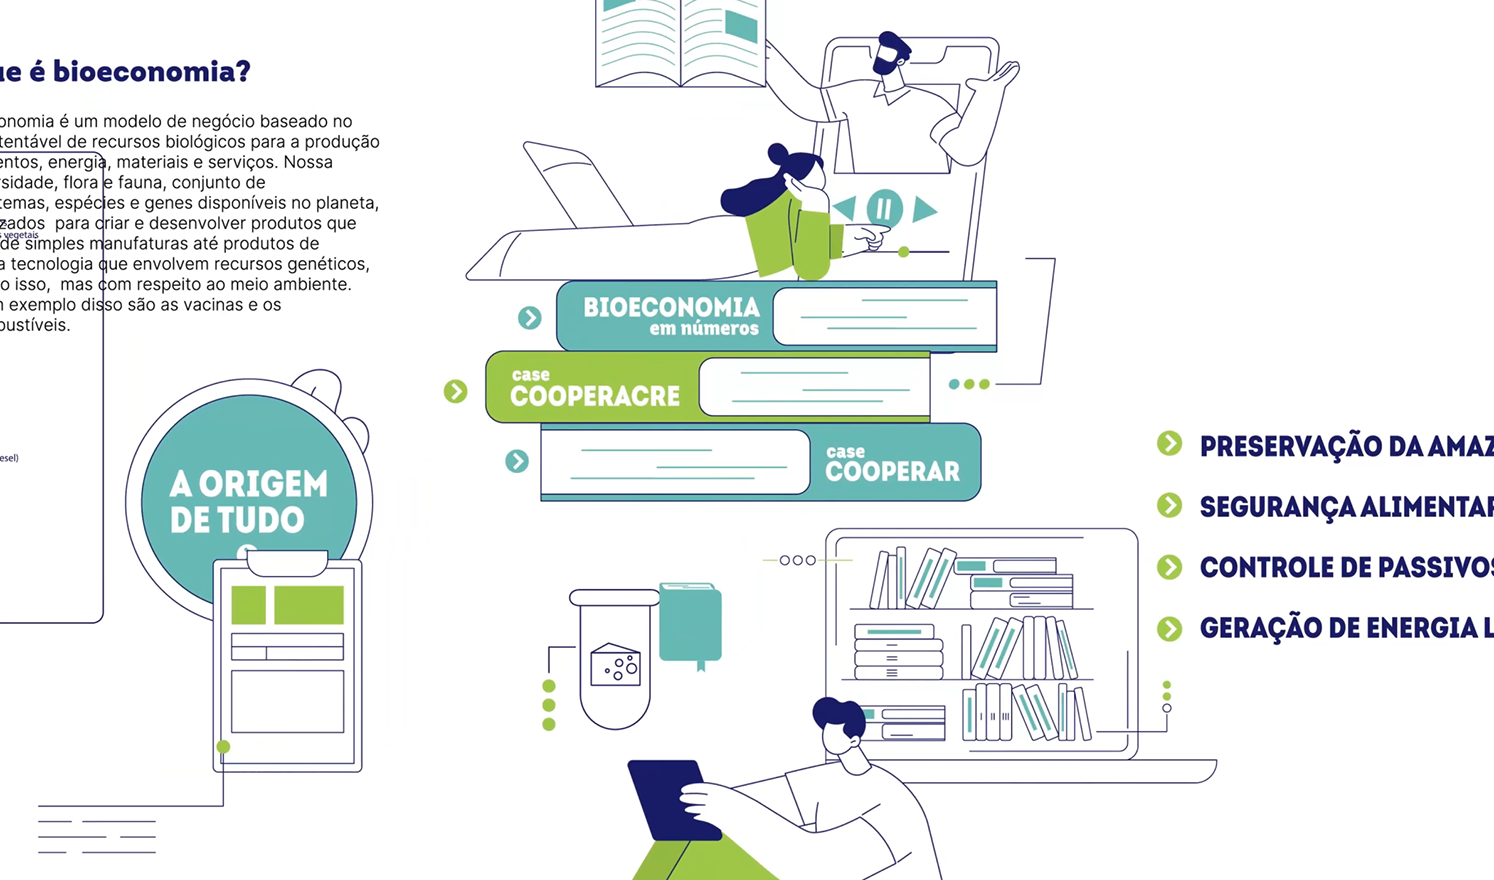 ue é bioeconomia?
onomia é um modelo de negócio baseado no
tentável de recursos biológicos para a produção
entos, energia, materiais e serviços. Nossa
rsidade, flora e fauna, conjunto de
temas, espécies e genes disponíveis no planeta,
zados para criar e desenvolver produtos que
s vegetais
de simples manufaturas até produtos de
a tecnologia que envolvem recursos genéticos,
o isso, mas com respeito ao meio ambiente.
m exemplo disso são as vacinas e os
bustíveis.
esel)
A ORIGEM
DE TUDO
BIOECONOMIA
em números
case
COOPERACRE
case
COOPERAR
PRESERVAÇÃO DA AMAZ
SEGURANÇA ALIMENTAR
CONTROLE DE PASSIVOS
GERAÇÃO DE ENERGIA L